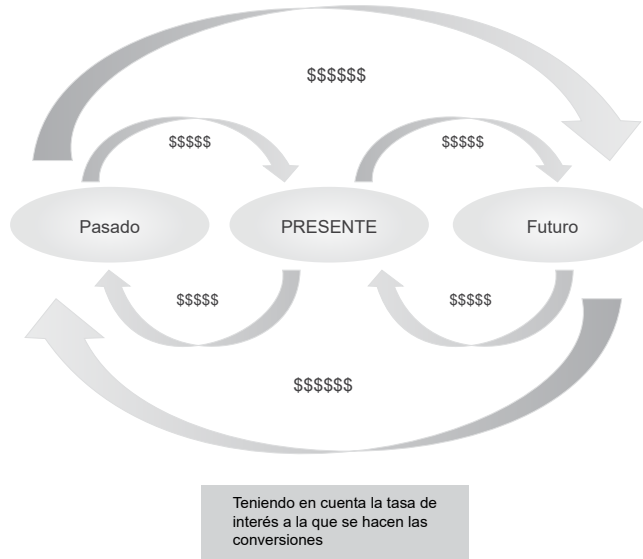 $$$$$$
$$$$$
$$$$$
Pasado
PRESENTE
Futuro
$$$$$
$$$$$
$$$$$$
Teniendo en cuenta la tasa de
interés a la que se hacen las
conversiones